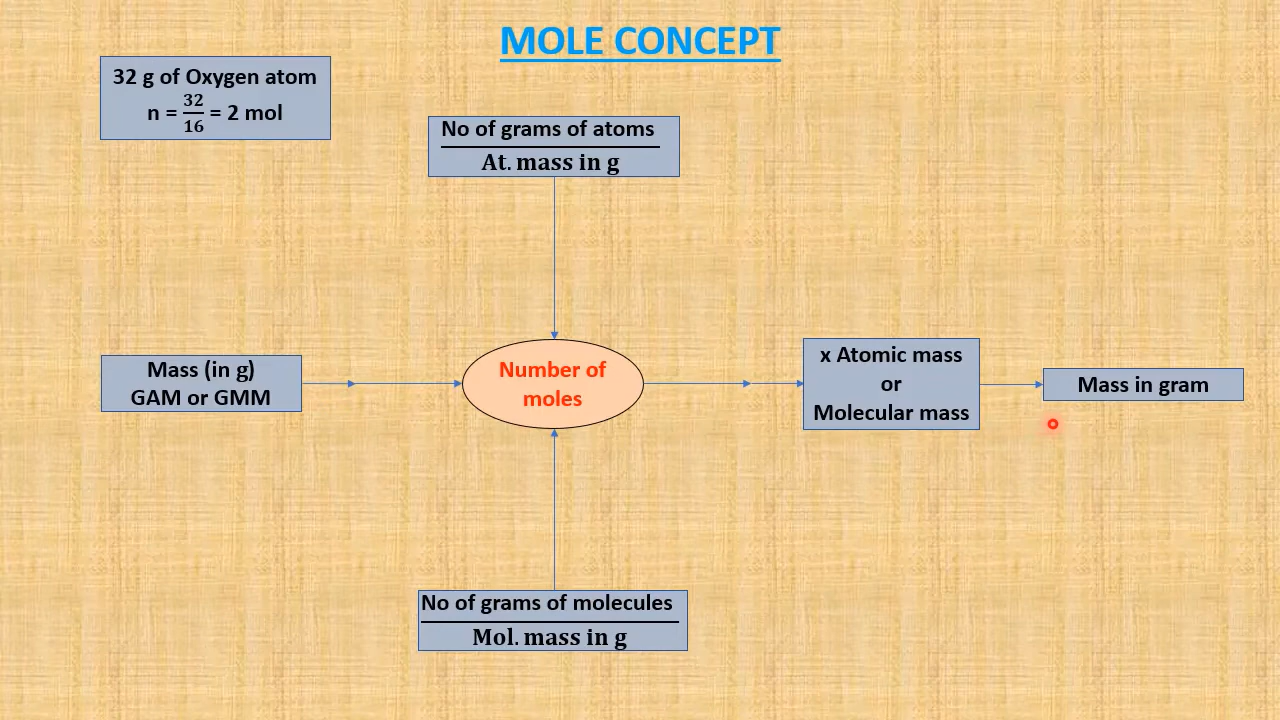 MOLE CONCEPT
32 g of Oxygen atom
n = 32/16 = 2 mol
No of grams of atoms
At. mass in g
Mass (in g)
GAM or GMM
Number of
moles
x Atomic mass
or
Molecular mass
Mass in gram
No of grams of molecules
Mol. mass in g